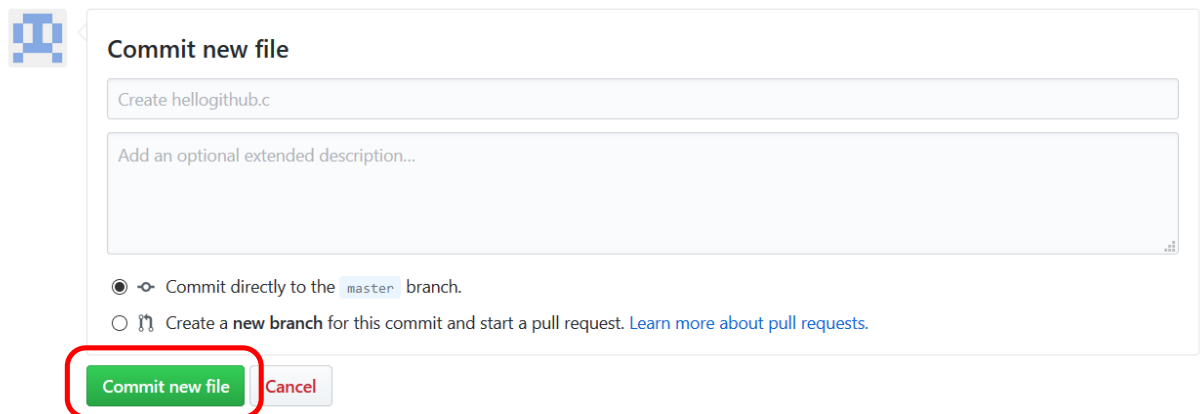 Commit new file
Create hellogithub.c
Add an optional extended description...
Commit directly to the master branch.
Create a new branch for this commit and start a pull request. Learn more about pull requests.
Commit new file Cancel